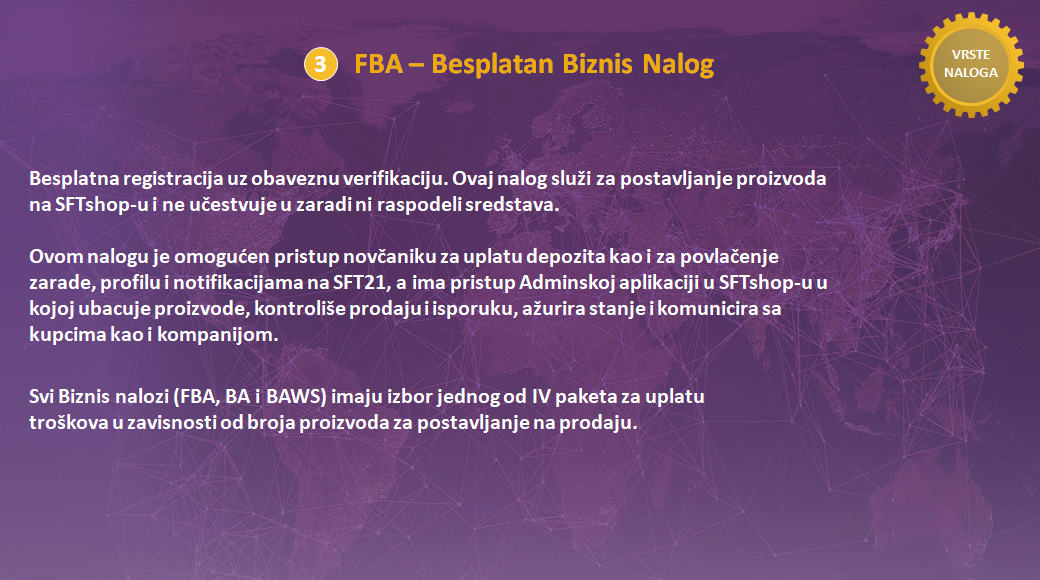 3 FBA – Besplatan Biznis Nalog
VRSTE
NALOGA
Besplatna registracija uz obaveznu verifikaciju. Ovaj nalog služi za postavljanje proizvoda
na SFTshop-u i ne učestvuje u zaradi ni raspodeli sredstava.
Ovom nalogu je omogućen pristup novčaniku za uplatu depozita kao i za povlačenje
zarade, profilu i notifikacijama na SFT21, a ima pristup Adminskoj aplikaciji u SFTshop-u u
kojoj ubacuje proizvode, kontroliše prodaju i isporuku, ažurira stanje i komunicira sa
kupcima kao i kompanijom.
Svi Biznis nalozi (FBA, BA i BAWS) imaju izbor jednog od IV paketa za uplatu
troškova u zavisnosti od broja proizvoda za postavljanje na prodaju.